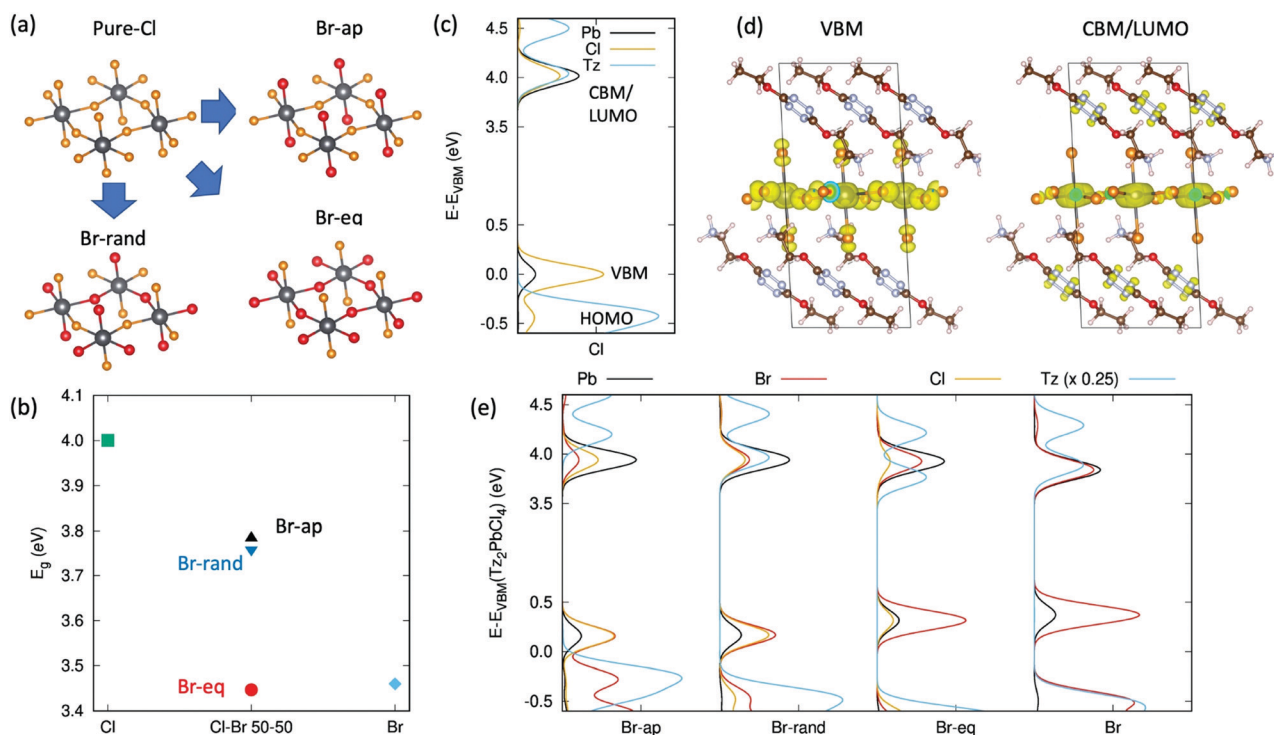 (a)
Pure-Cl
Br-ap
Br-rand
Br-eq
(b)
4.1
4.0
3.8
3.7
3.5
3.4
E_g (eV)
Br-ap
Br-rand
Br-eq
Cl
Cl-Br 50-50
Br
(c)
4.5
4.0
3.5
0.5
0.0
-0.5
E-E_VBM (eV)
Pb
Cl
Tz
CBM/
LUMO
VBM
HOMO
Cl
(d)
VBM
CBM/LUMO
(e)
Pb
Br
Cl
Tz (x 0.25)
4.5
4.0
3.5
0.5
0.0
-0.5
E-E_VBM(Tz₂PbCl₄) (eV)
Br-ap
Br-rand
Br-eq
Br